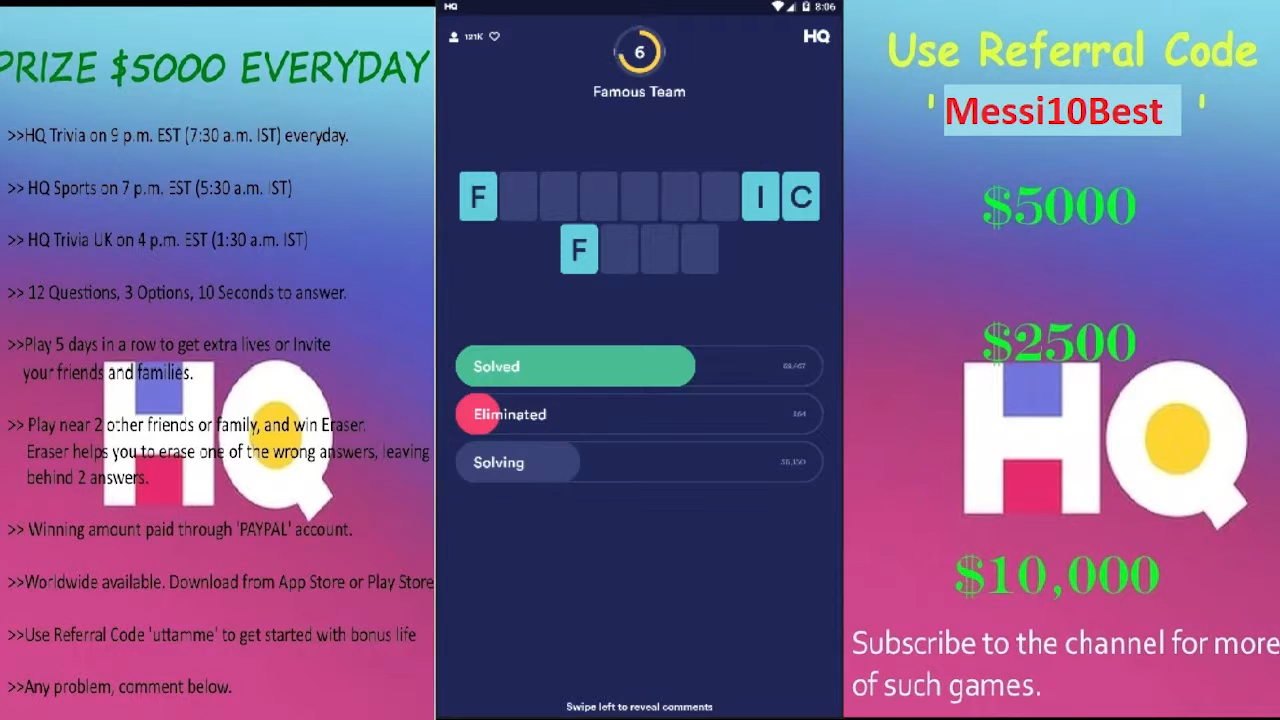 PRIZE $5000 EVERYDAY
>>HQ Trivia on 9 p.m. EST (7:30 a.m. IST) everyday.
>> HQ Sports on 7 p.m. EST (5:30 a.m. IST)
>> HQ Trivia UK on 4 p.m. EST (1:30 a.m. IST)
>> 12 Questions, 3 Options, 10 Seconds to answer.
>>Play 5 days in a row to get extra lives or Invite
your friends and families.
>> Play near 2 other friends or family, and win Eraser.
Eraser helps you to erase one of the wrong answers, leaving
behind 2 answers.
>> Winning amount paid through 'PAYPAL' account.
>>Worldwide available. Download from App Store or Play Store
>>Use Referral Code 'uttamme' to get started with bonus life
>>Any problem, comment below.
HQ
HQ 8:06
121K HQ
6
Famous Team
F I C
F
Solved
Eliminated
Solving
Swipe left to reveal comments
Use Referral Code
' Messi10Best '
$5000
$2500
HQ
$10,000
Subscribe to the channel for more
of such games.